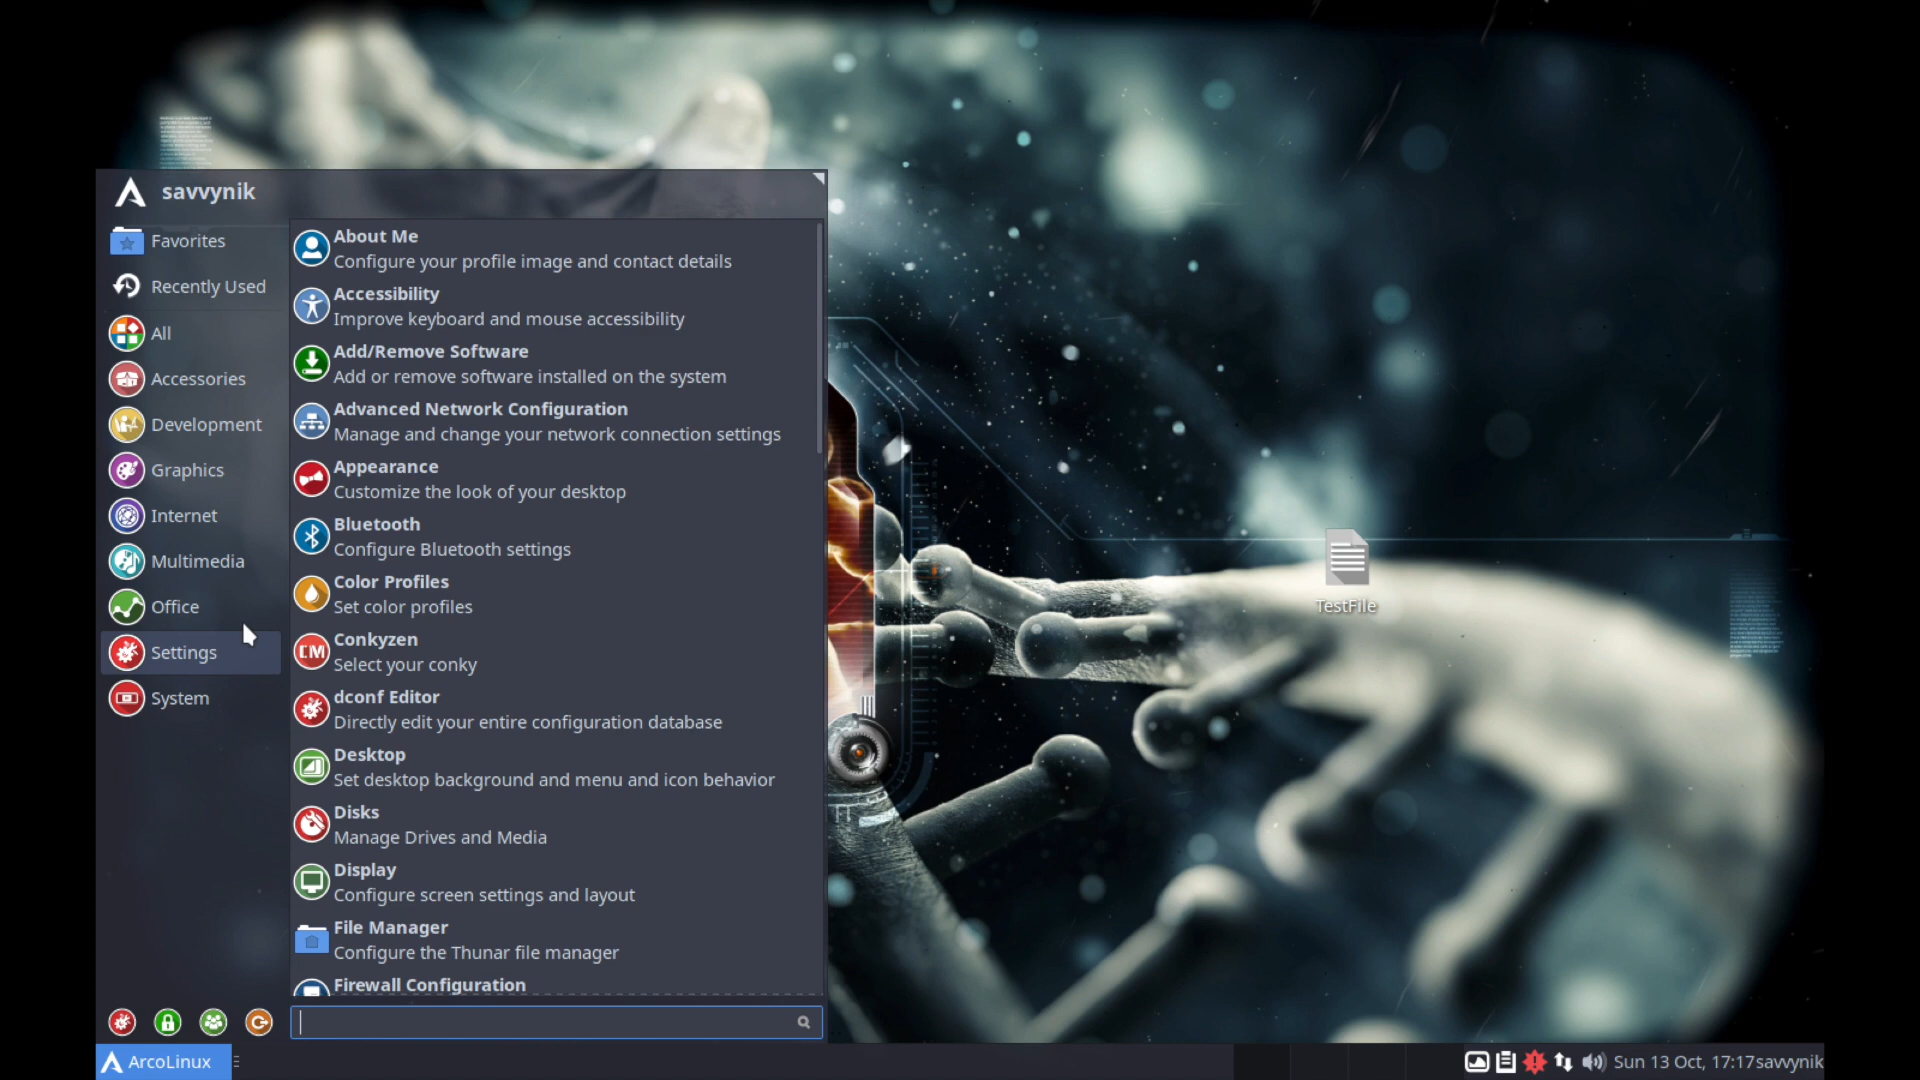 savvynik
Favorites
Recently Used
All
Accessories
Development
Graphics
Internet
Multimedia
Office
Settings
System
About Me
Configure your profile image and contact details
Accessibility
Improve keyboard and mouse accessibility
Add/Remove Software
Add or remove software installed on the system
Advanced Network Configuration
Manage and change your network connection settings
Appearance
Customize the look of your desktop
Bluetooth
Configure Bluetooth settings
Color Profiles
Set color profiles
Conkyzen
Select your conky
dconf Editor
Directly edit your entire configuration database
Desktop
Set desktop background and menu and icon behavior
Disks
Manage Drives and Media
Display
Configure screen settings and layout
File Manager
Configure the Thunar file manager
Firewall Configuration
TestFile
ArcoLinux
Sun 13 Oct, 17:17 savvynik